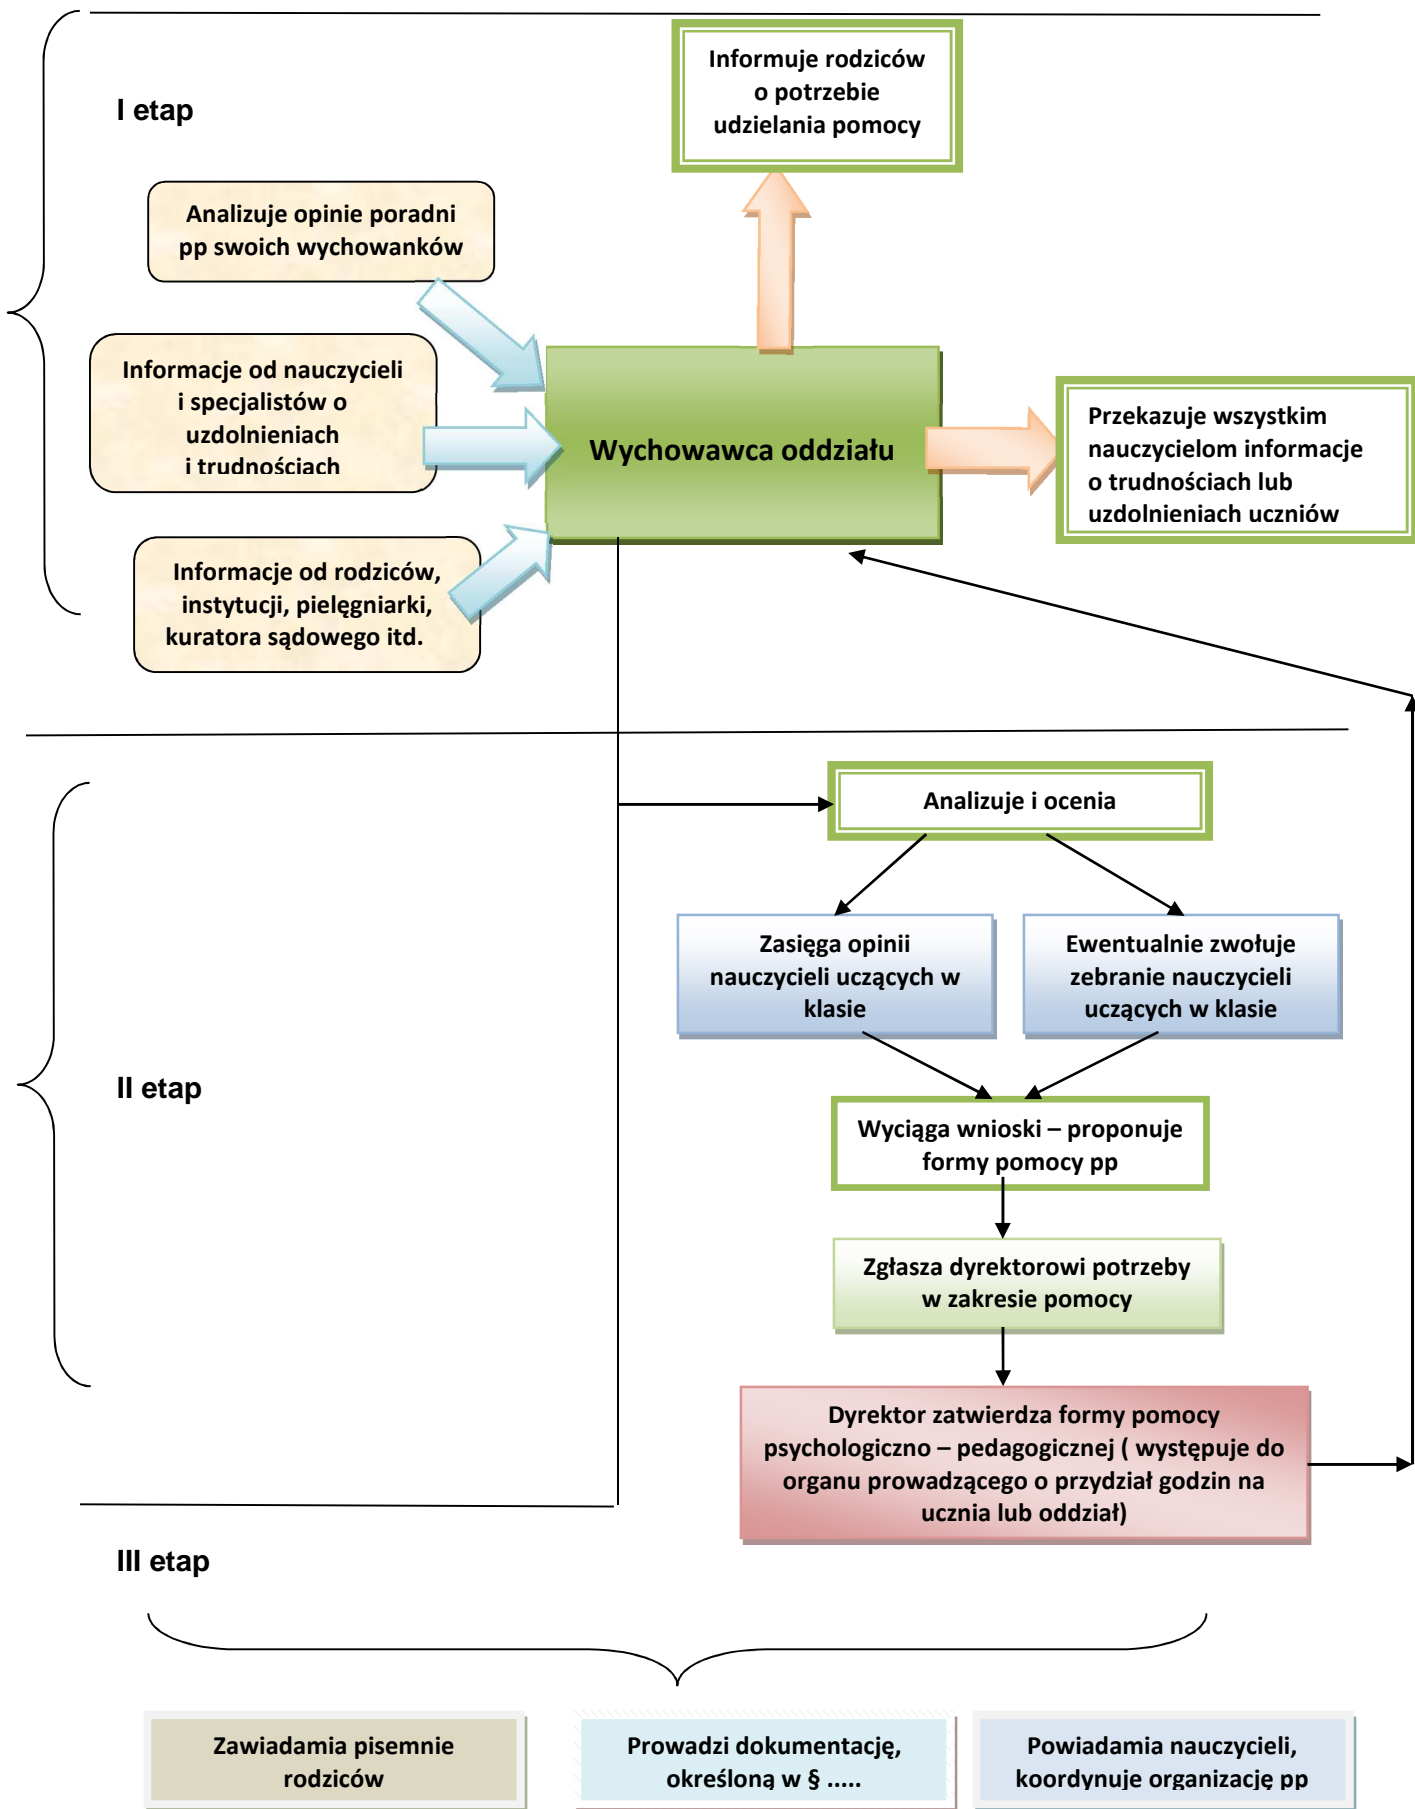 Informuje rodziców
o potrzebie
udzielania pomocy
I etap
Analizuje opinie poradni
pp swoich wychowanków
Informacje od nauczycieli
i specjalistów o
uzdolnieniach
i trudnościach
Wychowawca oddziału
Przekazuje wszystkim
nauczycielom informacje
o trudnościach lub
uzdolnieniach uczniów
Informacje od rodziców,
instytucji, pielęgniarki,
kuratora sądowego itd.
Analizuje i ocenia
Zasięga opinii
nauczycieli uczących w
klasie
Ewentualnie zwołuje
zebranie nauczycieli
uczących w klasie
II etap
Wyciąga wnioski – proponuje
formy pomocy pp
Zgłasza dyrektorowi potrzeby
w zakresie pomocy
Dyrektor zatwierdza formy pomocy
psychologiczno – pedagogicznej ( występuje do
organu prowadzącego o przydział godzin na
ucznia lub oddział)
III etap
Zawiadamia pisemnie
rodziców
Prowadzi dokumentację,
określoną w § .....
Powiadamia nauczycieli,
koordynuje organizację pp